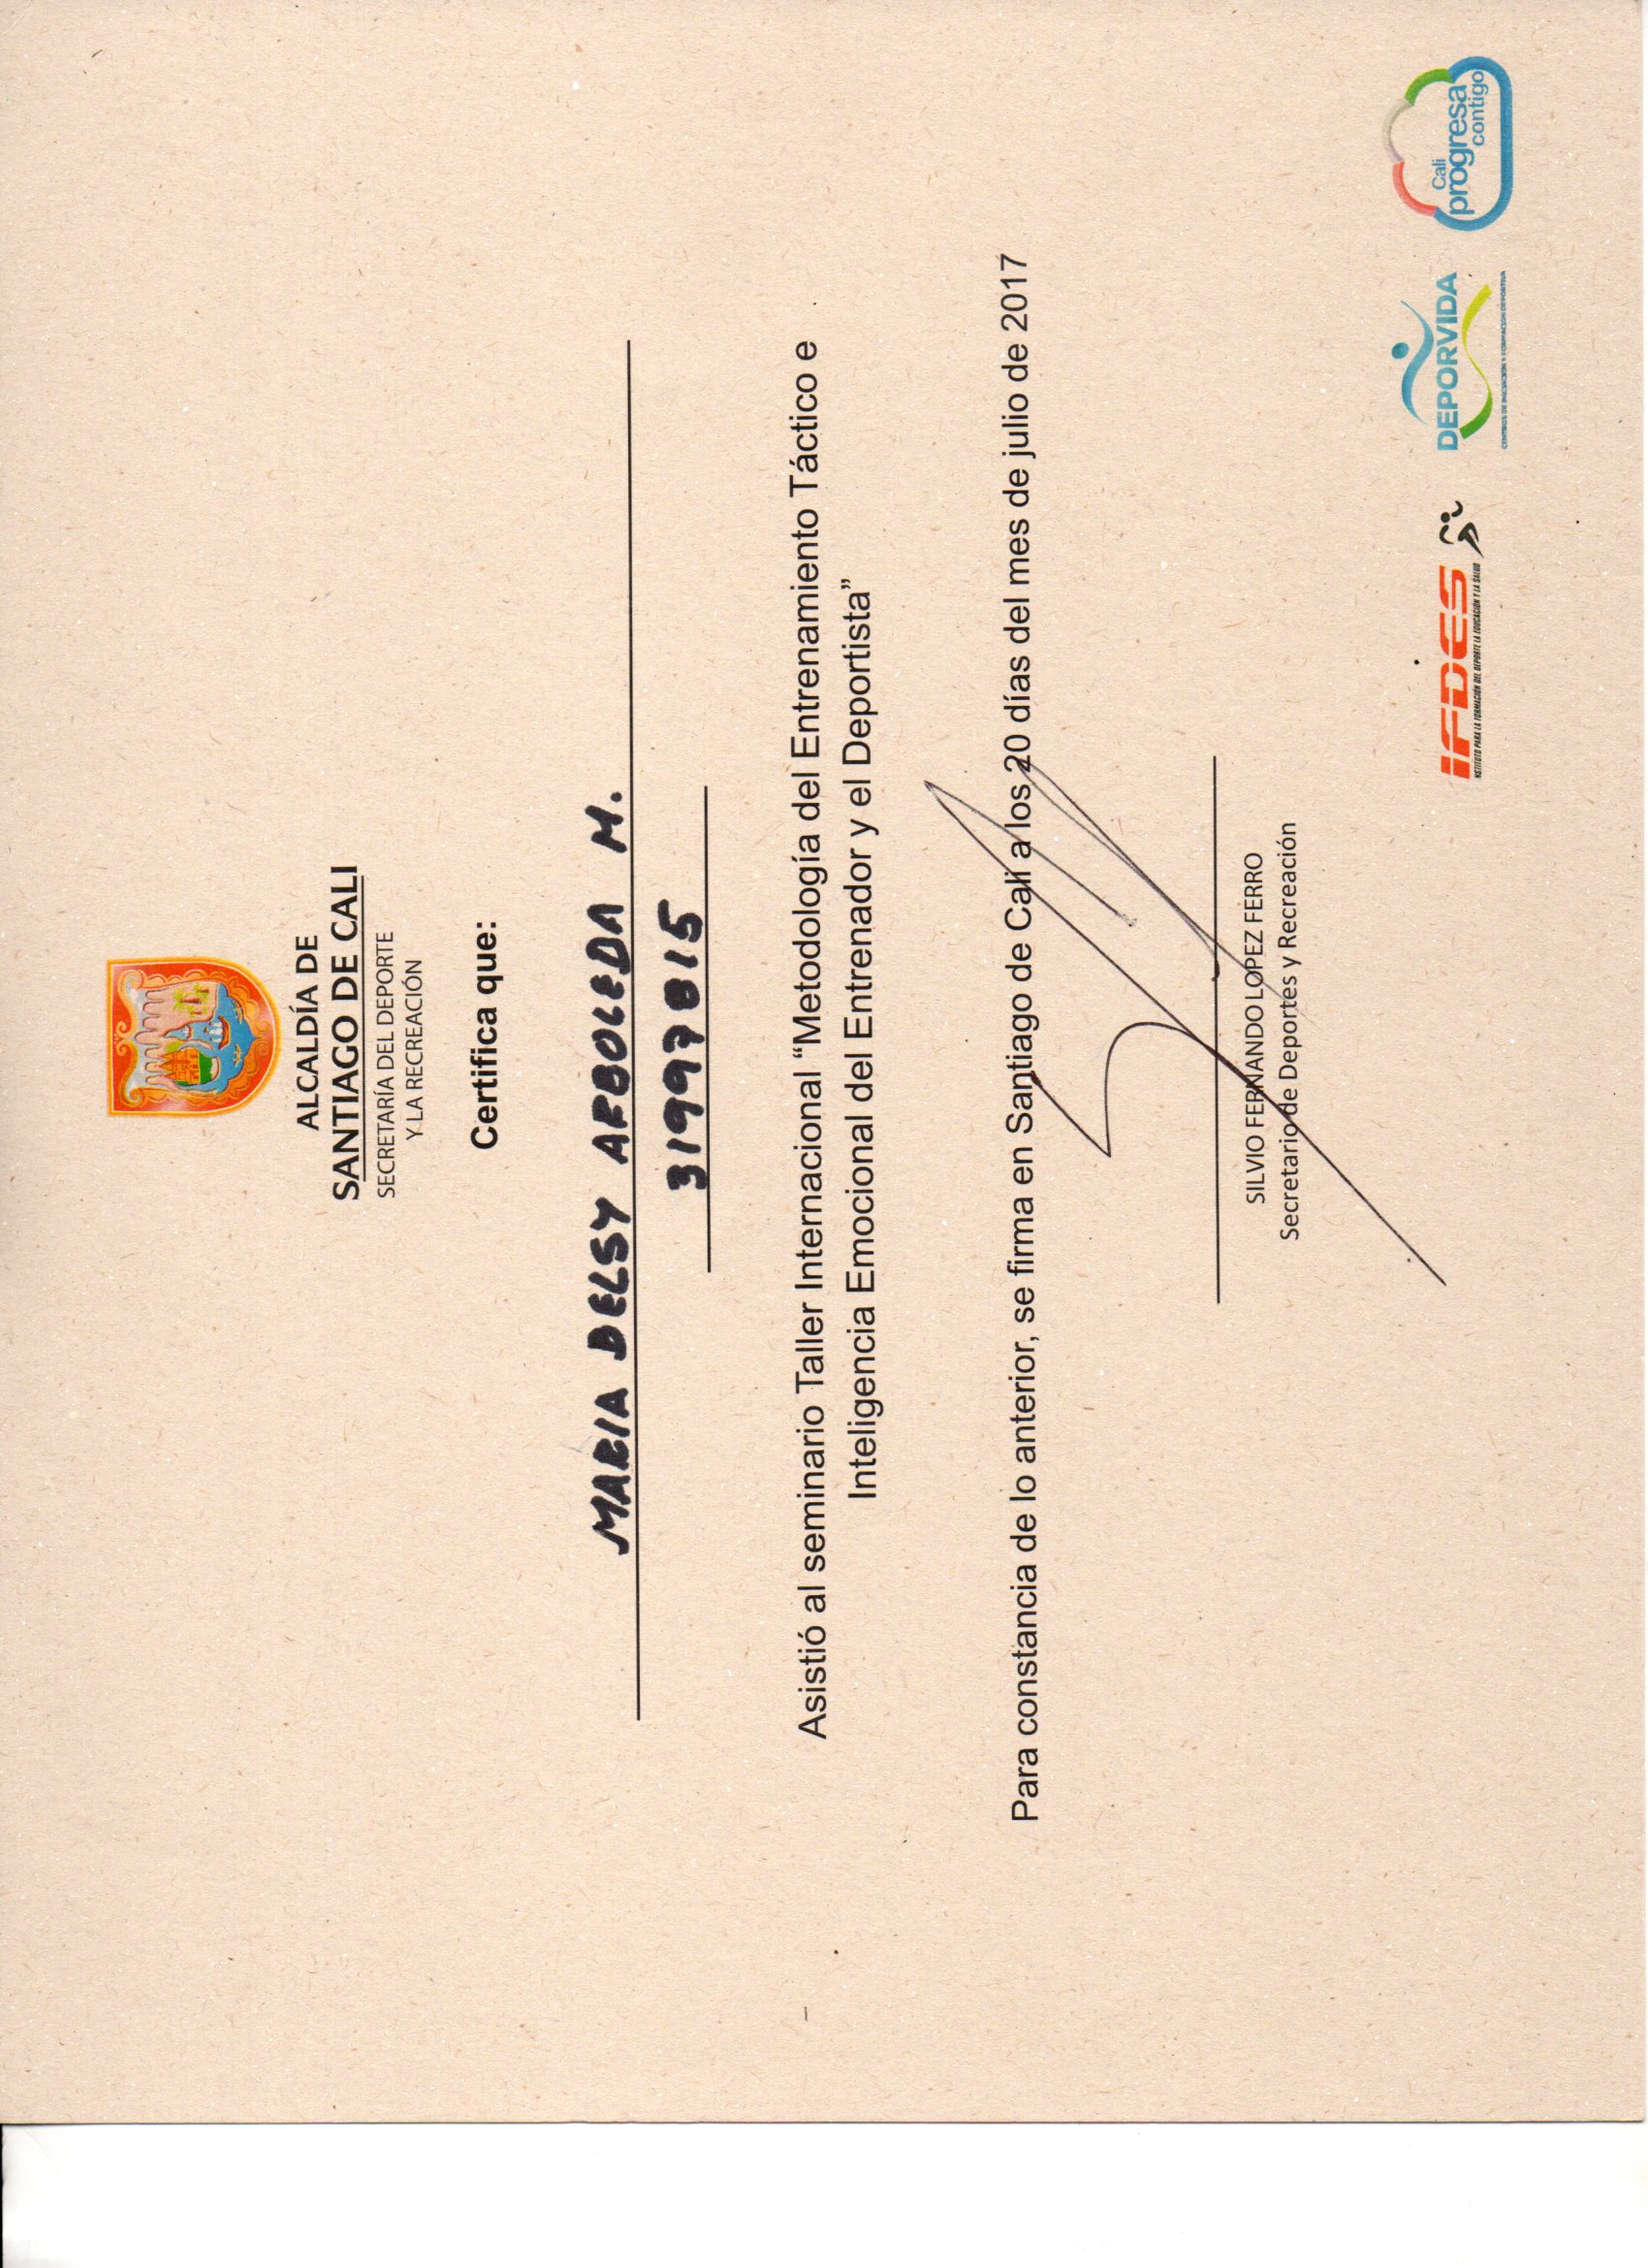 ALCALDÍA DE
SANTIAGO DE CALI
SECRETARÍA DEL DEPORTE
Y LA RECREACIÓN
Certifica que:
MARIA DELSY ARBOLEDA M.
31997815
Asistió al seminario Taller Internacional “Metodología del Entrenamiento Táctico e
Inteligencia Emocional del Entrenador y el Deportista”
Para constancia de lo anterior, se firma en Santiago de Cali a los 20 días del mes de julio de 2017
SILVIO FERNANDO LOPEZ FERRO
Secretario de Deportes y Recreación
IFDES
INSTITUTO PARA LA FORMACIÓN DEL DEPORTE LA EDUCACIÓN Y LA SALUD
DEPORVIDA
CENTROS DE INICIACIÓN Y FORMACIÓN DEPORTIVA
Cali
progresa
contigo